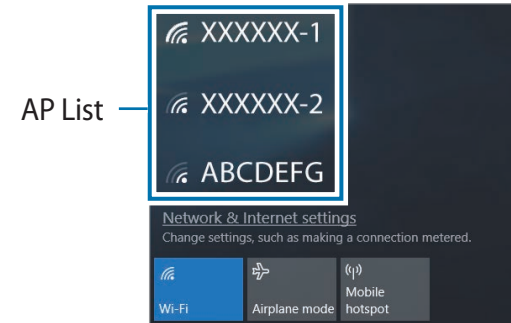 XXXXXX-1
AP List
XXXXXX-2
ABCDEFG
Network & Internet settings
Change settings, such as making a connection metered.
Wi-Fi
Airplane mode
Mobile
hotspot